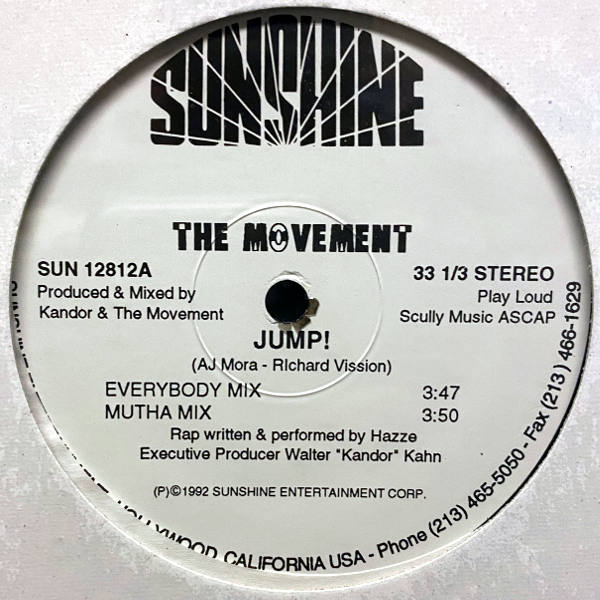 SUNSHINE
THE MOVEMENT
SUN 12812A
Produced & Mixed by
Kandor & The Movement
33 1/3 STEREO
Play Loud
Scully Music ASCAP
JUMP!
(AJ Mora - RIchard Vission)
EVERYBODY MIX 3:47
MUTHA MIX 3:50
Rap written & performed by Hazze
Executive Producer Walter "Kandor" Kahn
(P)©1992 SUNSHINE ENTERTAINMENT CORP.
HOLLYWOOD, CALIFORNIA USA - Phone (213) 465-5050 - Fax (213) 466-1629